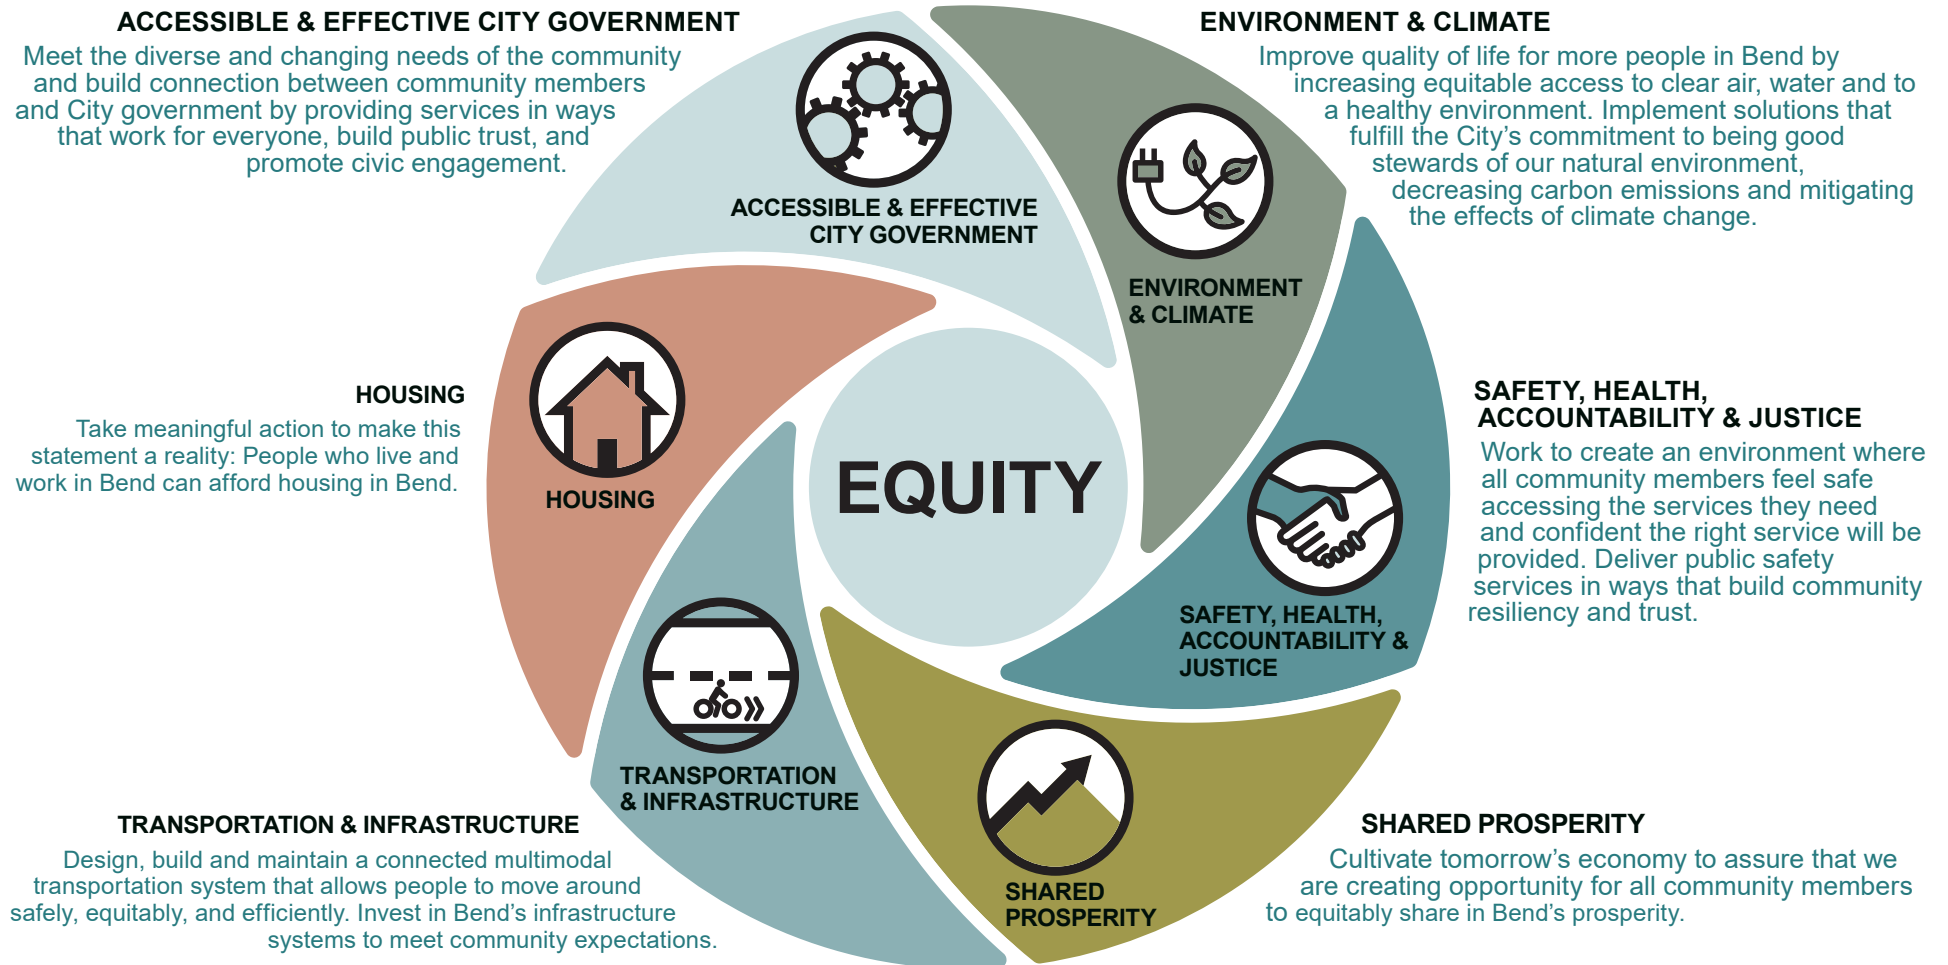 ACCESSIBLE & EFFECTIVE CITY GOVERNMENT
Meet the diverse and changing needs of the community
and build connection between community members
and City government by providing services in ways
that work for everyone, build public trust, and
promote civic engagement.
ENVIRONMENT & CLIMATE
Improve quality of life for more people in Bend by
increasing equitable access to clear air, water and to
a healthy environment. Implement solutions that
fulfill the City’s commitment to being good
stewards of our natural environment,
decreasing carbon emissions and mitigating
the effects of climate change.
ACCESSIBLE & EFFECTIVE
CITY GOVERNMENT
ENVIRONMENT
& CLIMATE
HOUSING
Take meaningful action to make this
statement a reality: People who live and
work in Bend can afford housing in Bend.
HOUSING
EQUITY
SAFETY, HEALTH,
ACCOUNTABILITY & JUSTICE
Work to create an environment where
all community members feel safe
accessing the services they need
and confident the right service will be
provided. Deliver public safety
services in ways that build community
resiliency and trust.
SAFETY, HEALTH,
ACCOUNTABILITY &
JUSTICE
TRANSPORTATION
& INFRASTRUCTURE
TRANSPORTATION & INFRASTRUCTURE
Design, build and maintain a connected multimodal
transportation system that allows people to move around
safely, equitably, and efficiently. Invest in Bend’s infrastructure
systems to meet community expectations.
SHARED
PROSPERITY
SHARED PROSPERITY
Cultivate tomorrow’s economy to assure that we
are creating opportunity for all community members
to equitably share in Bend’s prosperity.